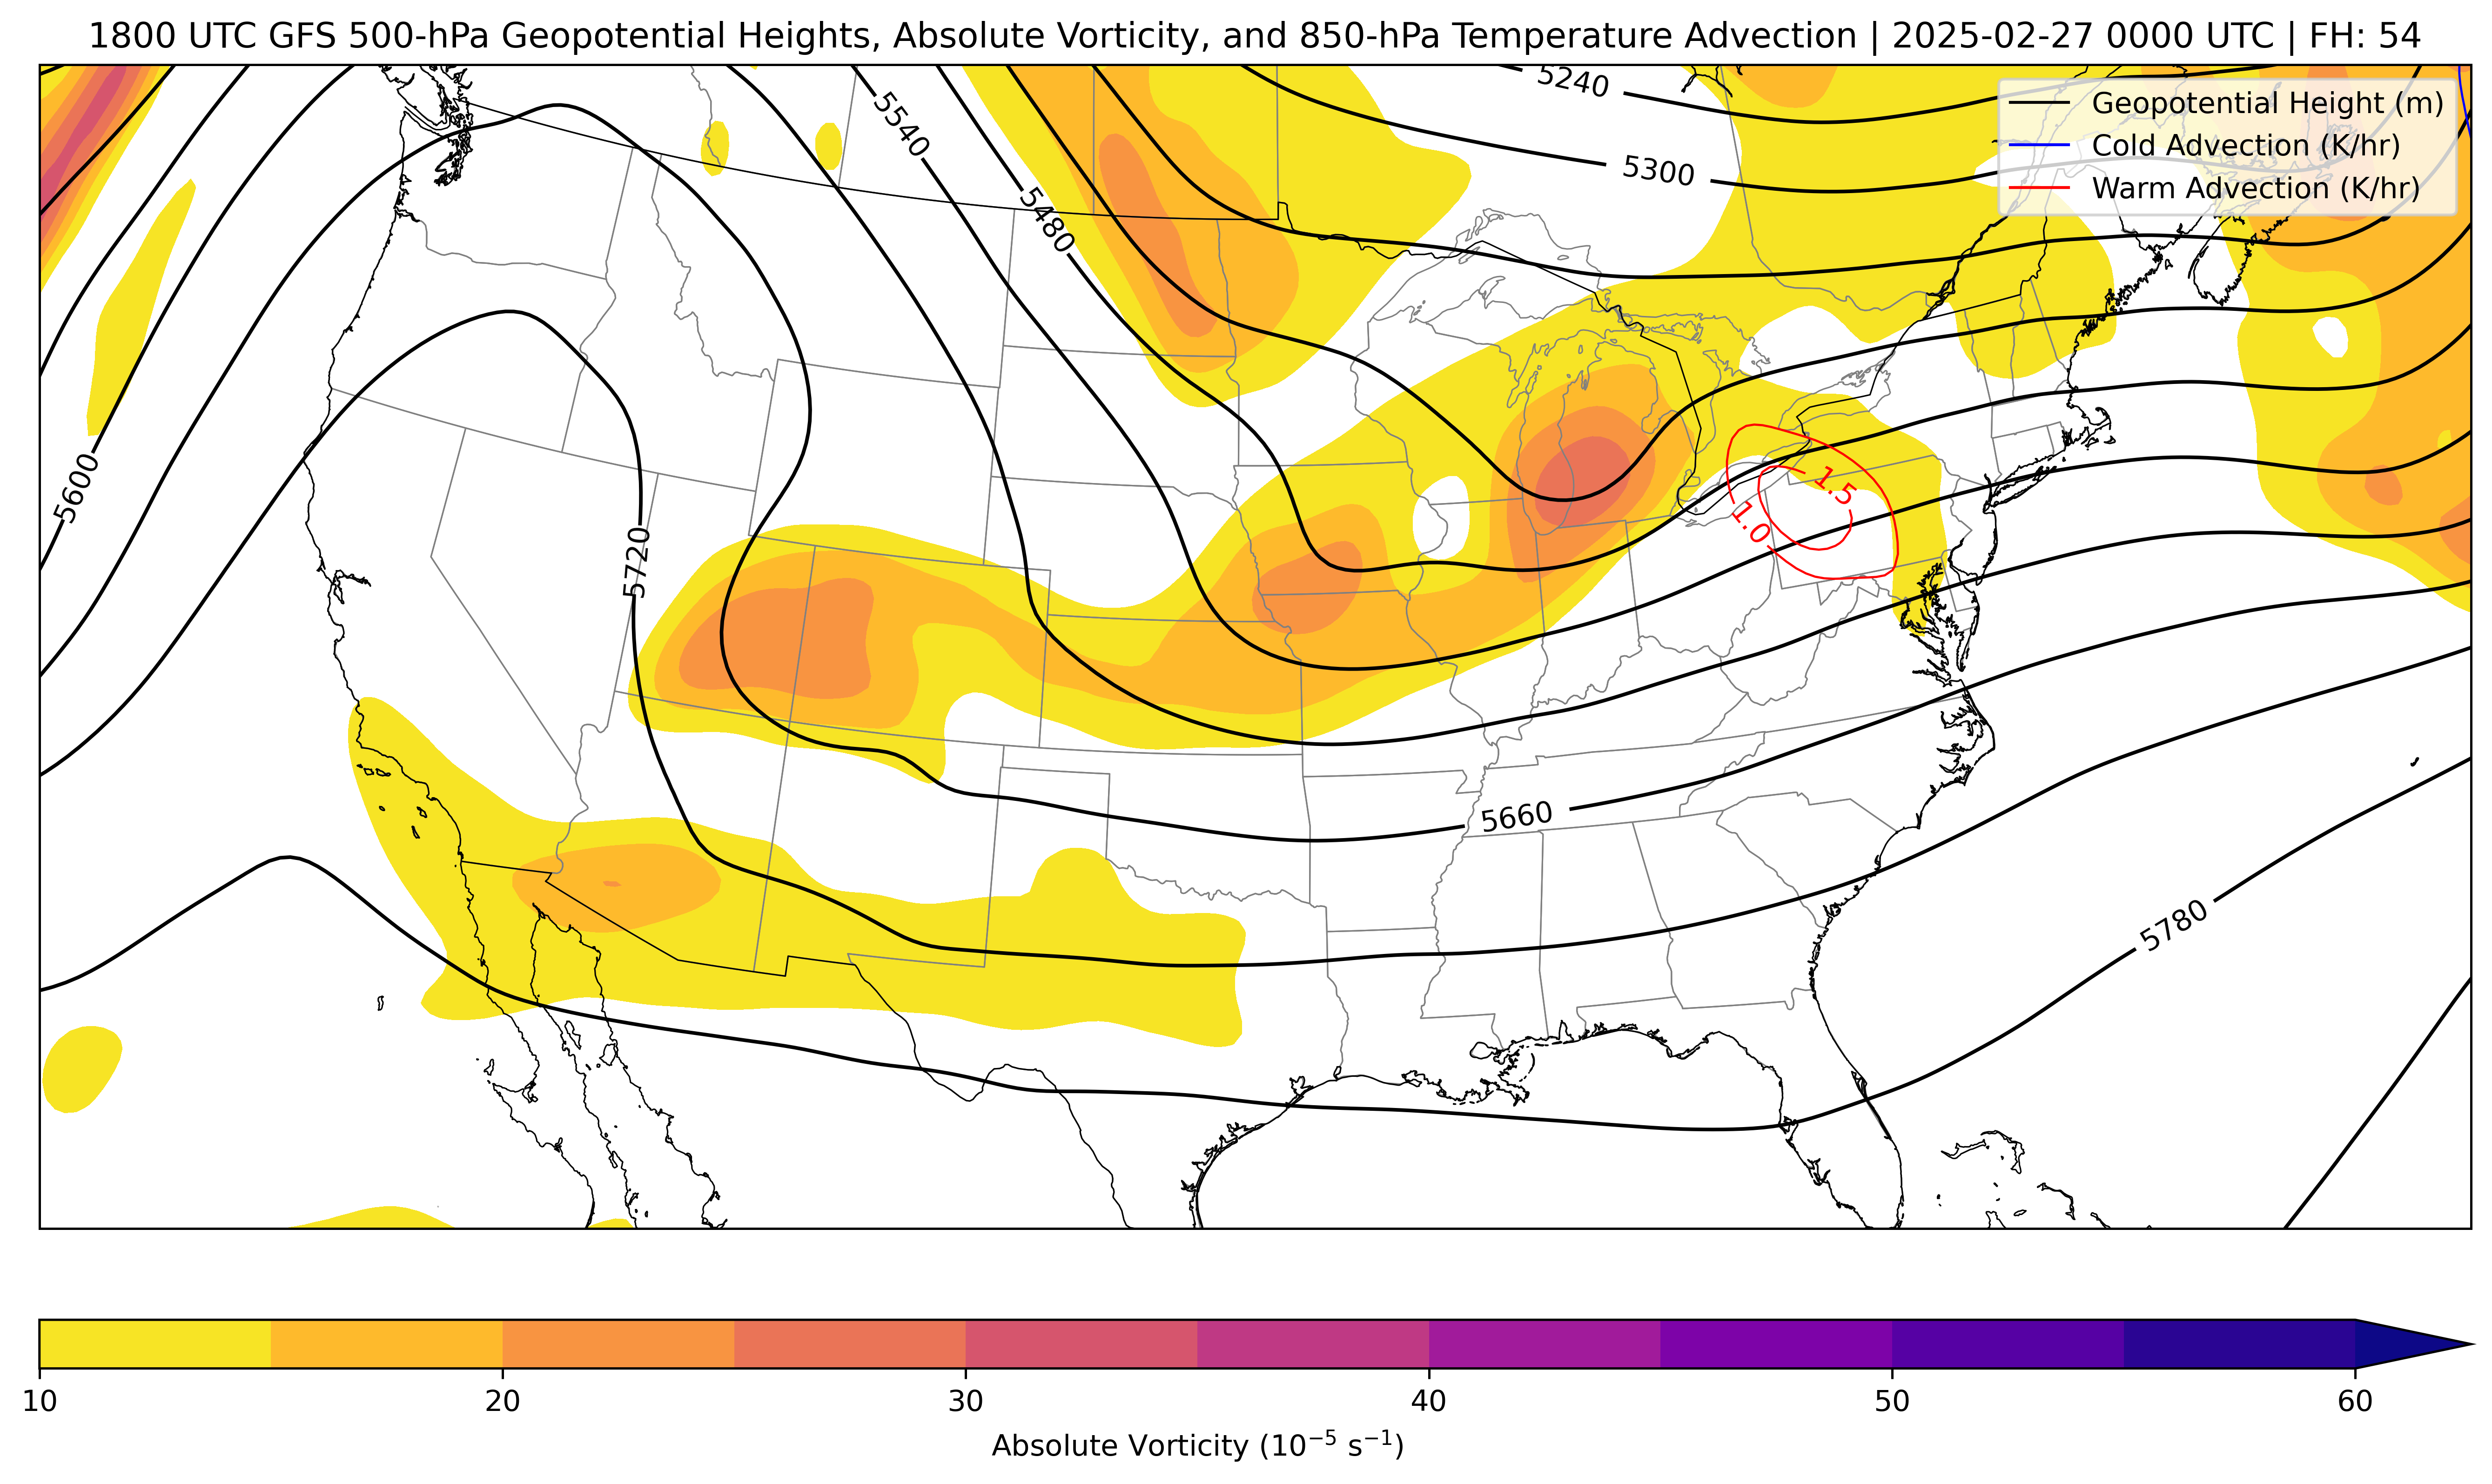 1800 UTC GFS 500-hPa Geopotential Heights, Absolute Vorticity, and 850-hPa Temperature Advection | 2025-02-27 0000 UTC | FH: 54
Geopotential Height (m)
Cold Advection (K/hr)
Warm Advection (K/hr)
5240
5300
5540
5480
5600
5720
1.5
1.0
5660
5780
10 20 30 40 50 60
Absolute Vorticity (10⁻⁵ s⁻¹)